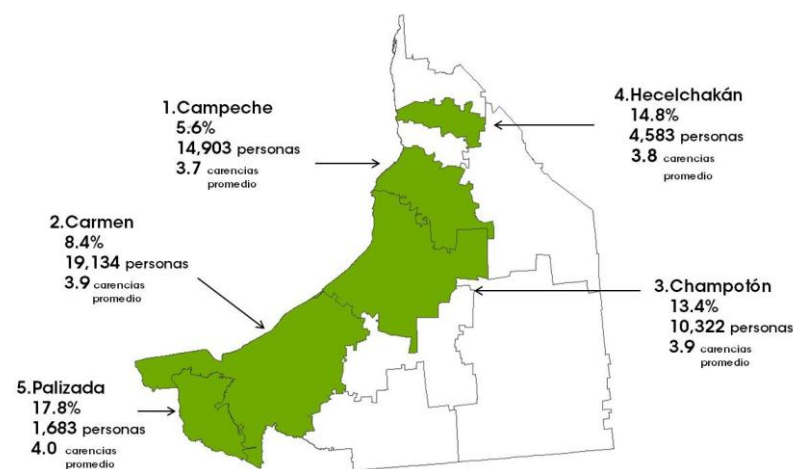 1.Campeche
5.6%
14,903 personas
3.7 carencias
promedio
4.Hecelchakán
14.8%
4,583 personas
3.8 carencias
promedio
2.Carmen
8.4%
19,134 personas
3.9 carencias
promedio
3.Champotón
13.4%
10,322 personas
3.9 carencias
promedio
5.Palizada
17.8%
1,683 personas
4.0 carencias
promedio